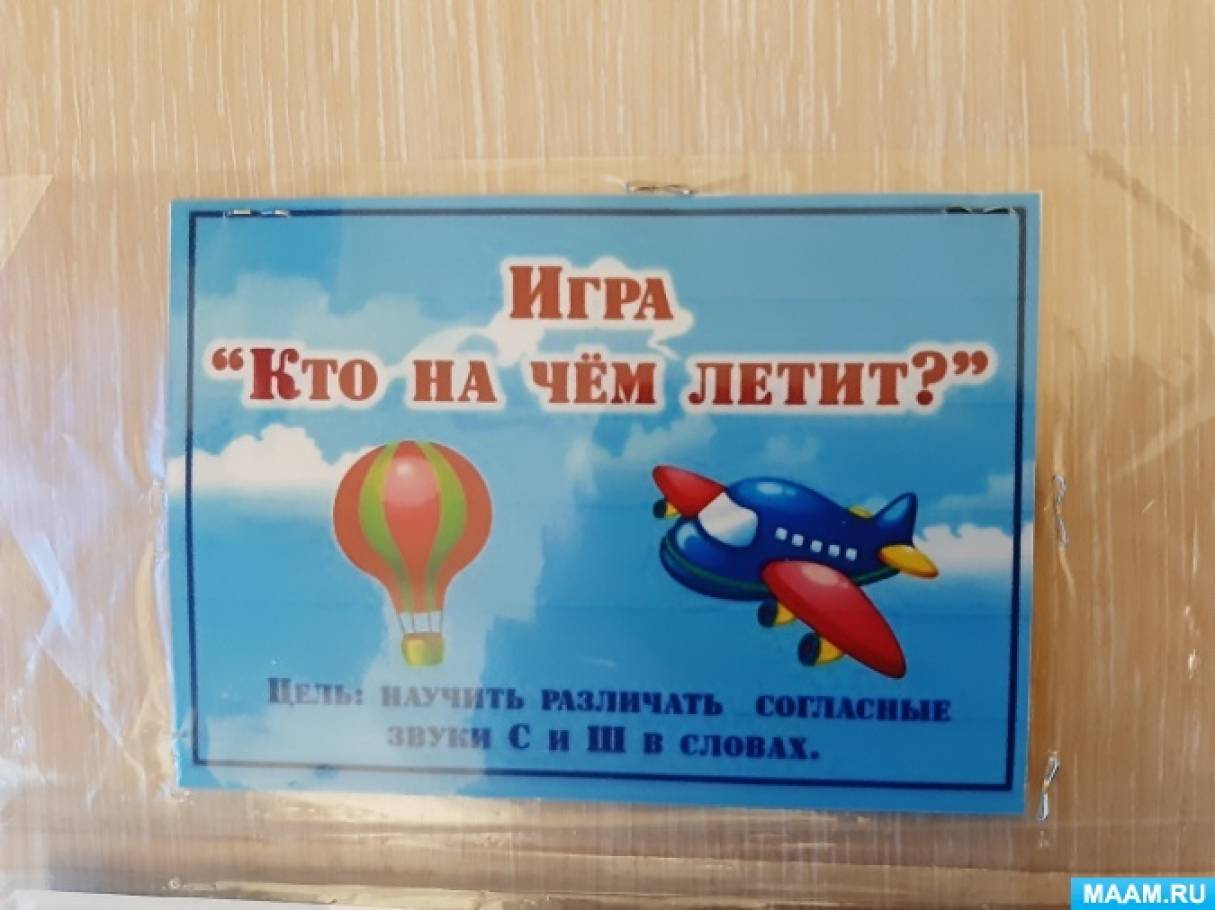 Игра
“Кто на чём летит?”
Цель: научить различать согласные
звуки С и Ш в словах.
MAAM.RU